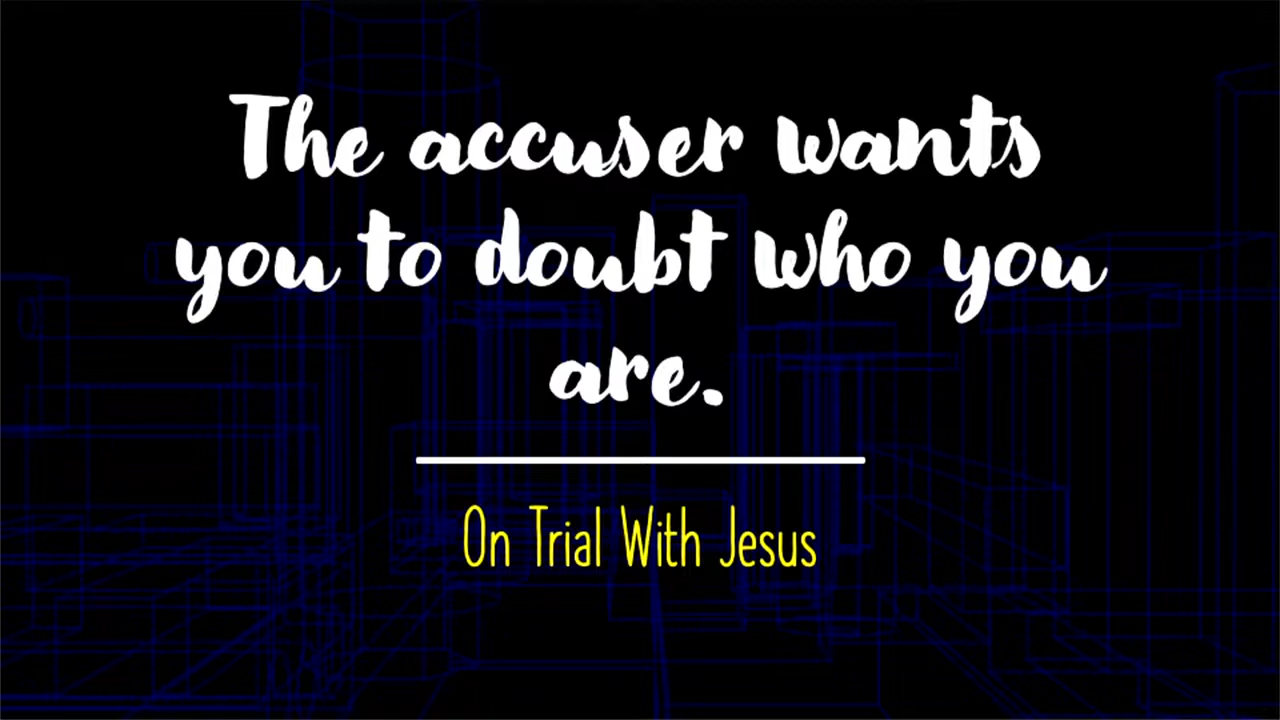 The accuser wants
you to doubt who you
are.
On Trial With Jesus